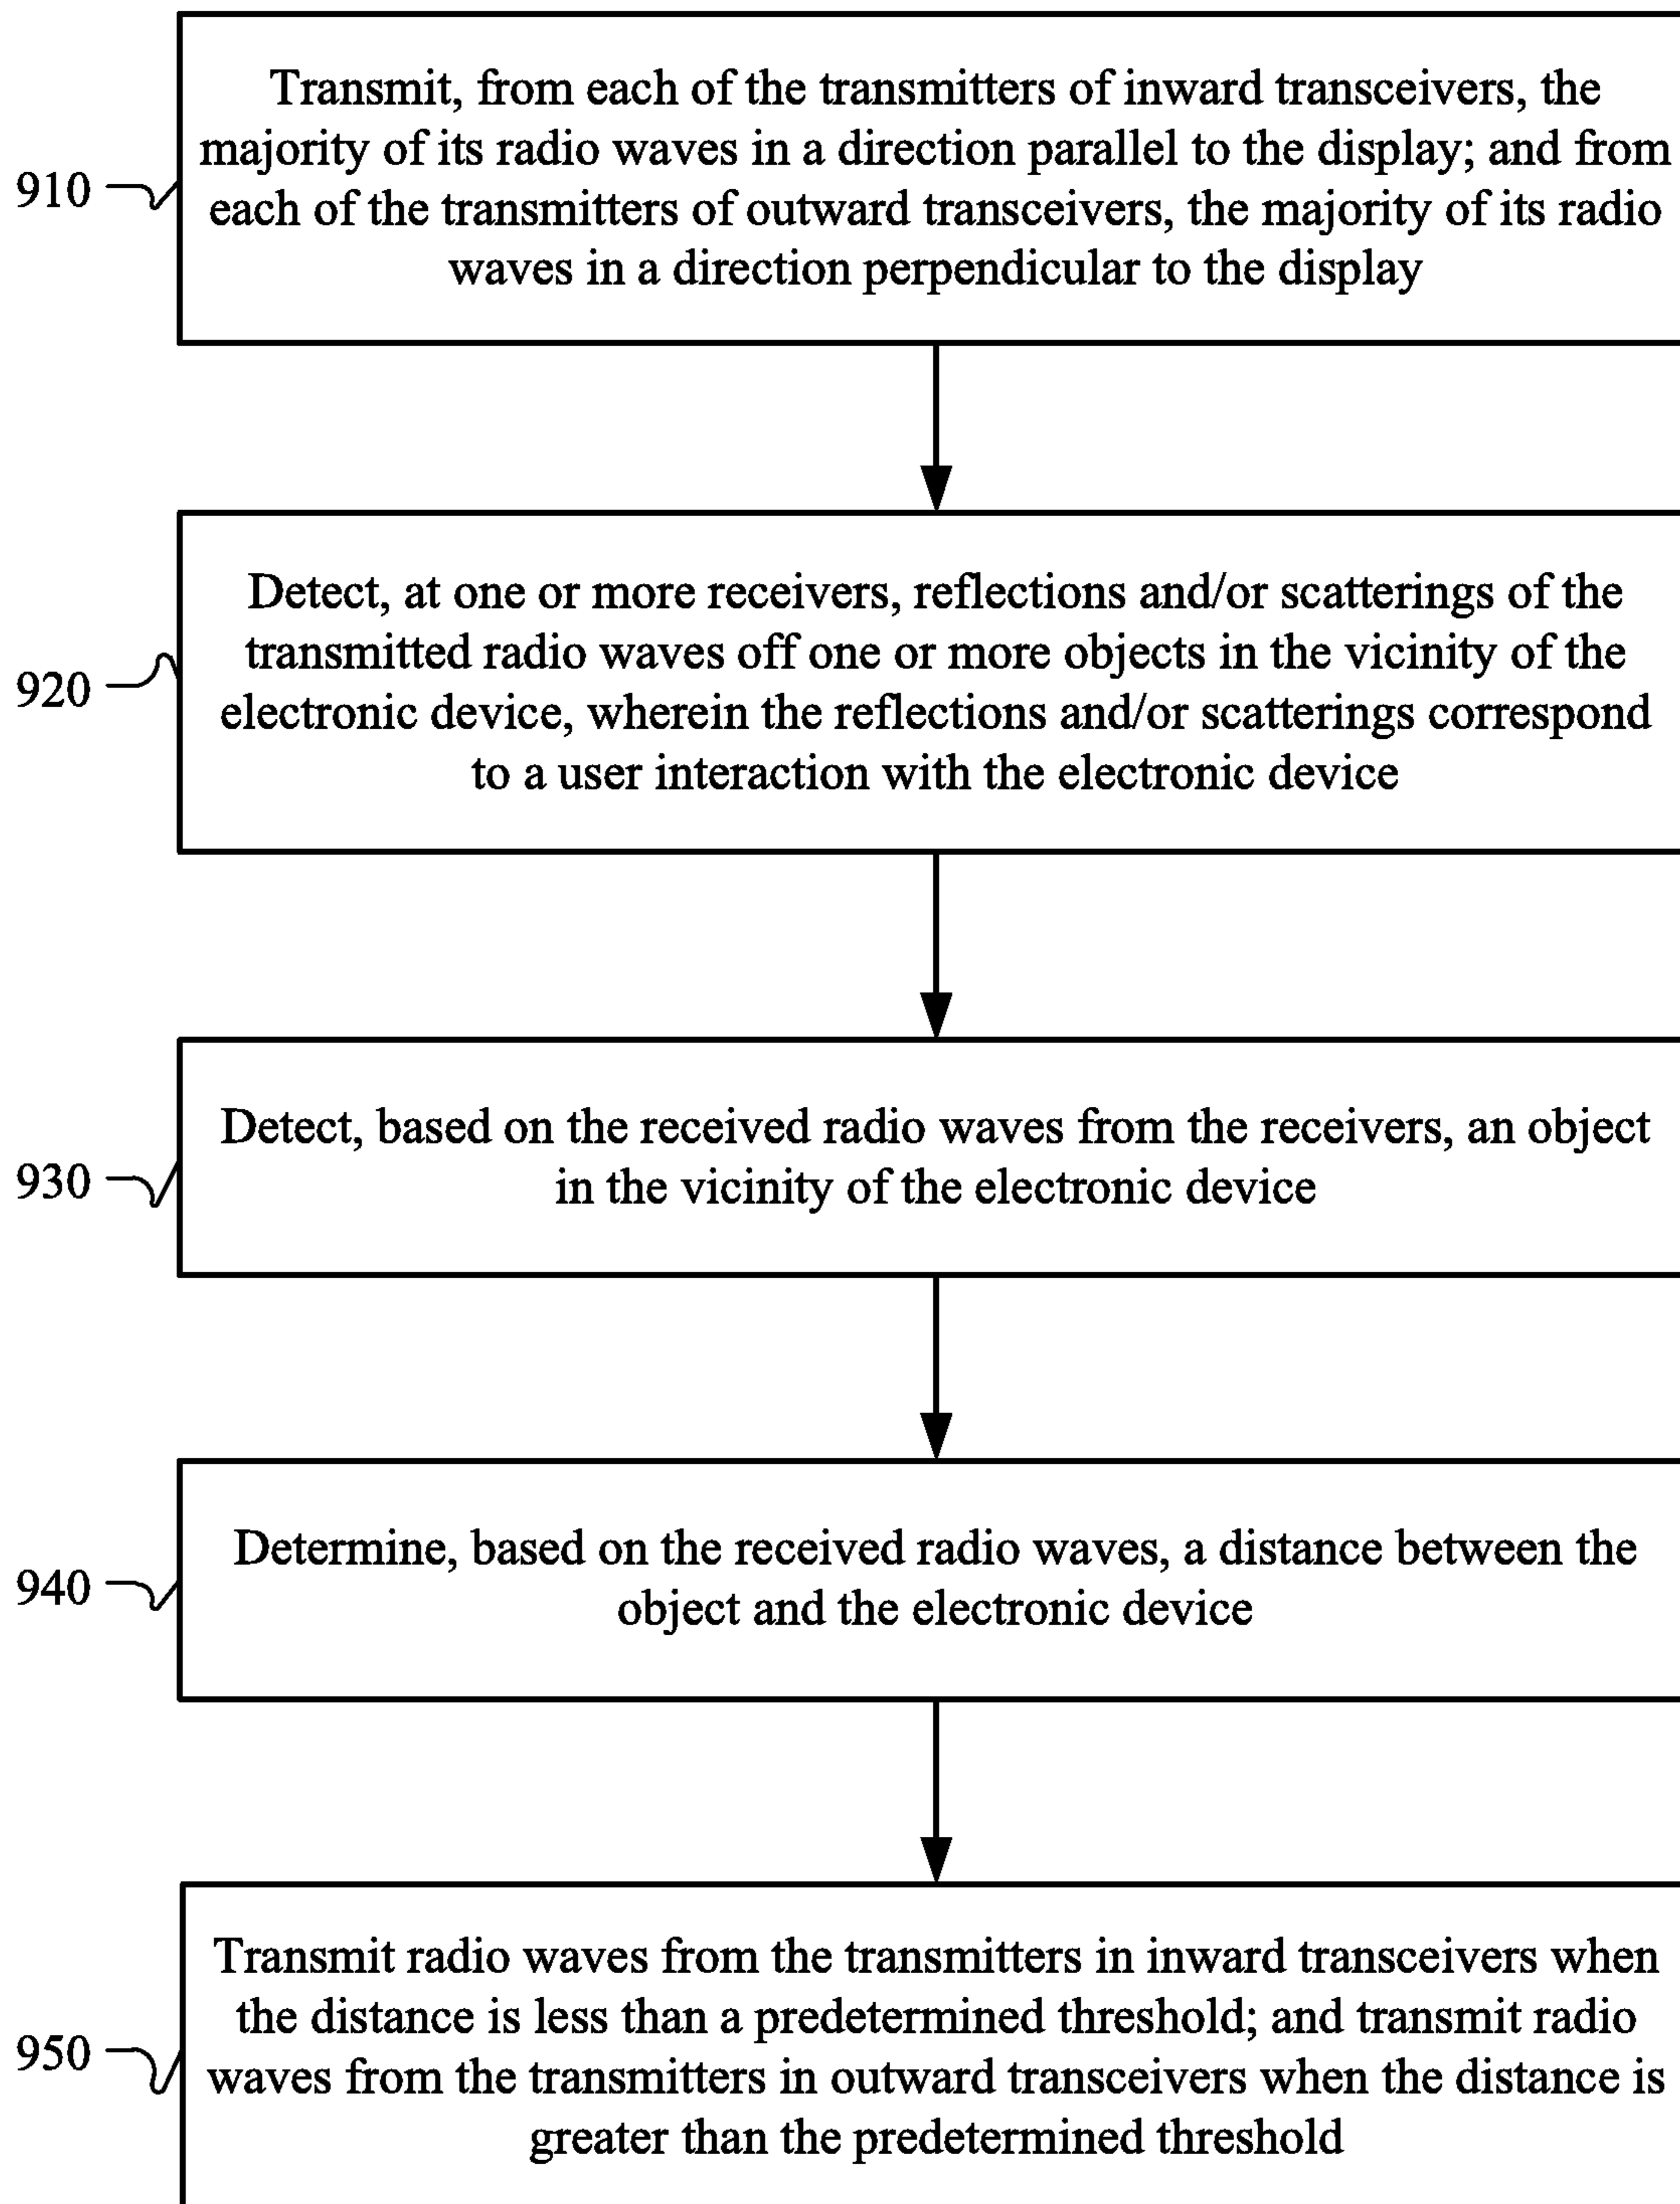 Transmit, from each of the transmitters of inward transceivers, the
majority of its radio waves in a direction parallel to the display; and from
each of the transmitters of outward transceivers, the majority of its radio
waves in a direction perpendicular to the display
910
Detect, at one or more receivers, reflections and/or scatterings of the
transmitted radio waves off one or more objects in the vicinity of the
electronic device, wherein the reflections and/or scatterings correspond
to a user interaction with the electronic device
920
Detect, based on the received radio waves from the receivers, an object
in the vicinity of the electronic device
930
Determine, based on the received radio waves, a distance between the
object and the electronic device
940
Transmit radio waves from the transmitters in inward transceivers when
the distance is less than a predetermined threshold; and transmit radio
waves from the transmitters in outward transceivers when the distance is
greater than the predetermined threshold
950